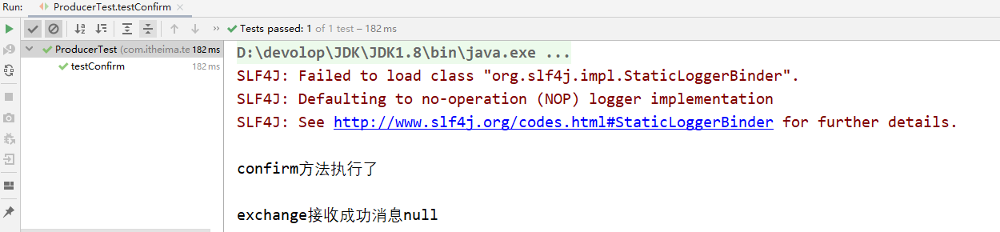 Run: ProducerTest.testConfirm ×
Tests passed: 1 of 1 test – 182 ms
ProducerTest (com.itheima.te 182 ms
testConfirm 182 ms
D:\devolop\JDK\JDK1.8\bin\java.exe ...
SLF4J: Failed to load class "org.slf4j.impl.StaticLoggerBinder".
SLF4J: Defaulting to no-operation (NOP) logger implementation
SLF4J: See http://www.slf4j.org/codes.html#StaticLoggerBinder for further details.
confirm方法执行了
exchange接收成功消息null